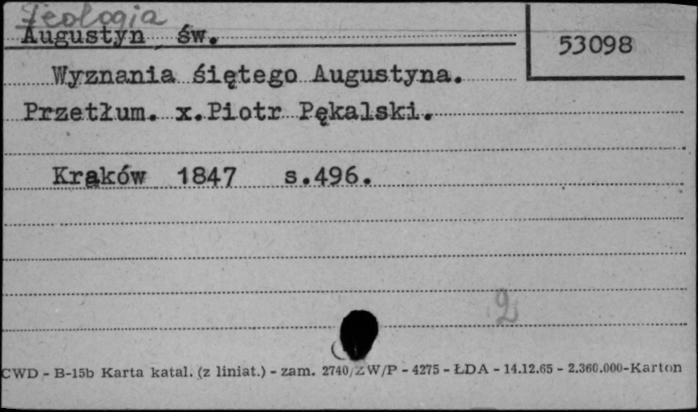 Teologia
Augustyn św.
53098
Wyznania śiętego Augustyna.
Przetłum. x.Piotr Pękalski.
Kraków 1847 s.496.
2
CWD - B-15b Karta katal. (z liniat.) - zam. 2740/ZW/P - 4275 - ŁDA - 14.12.65 - 2.360.000-Karton